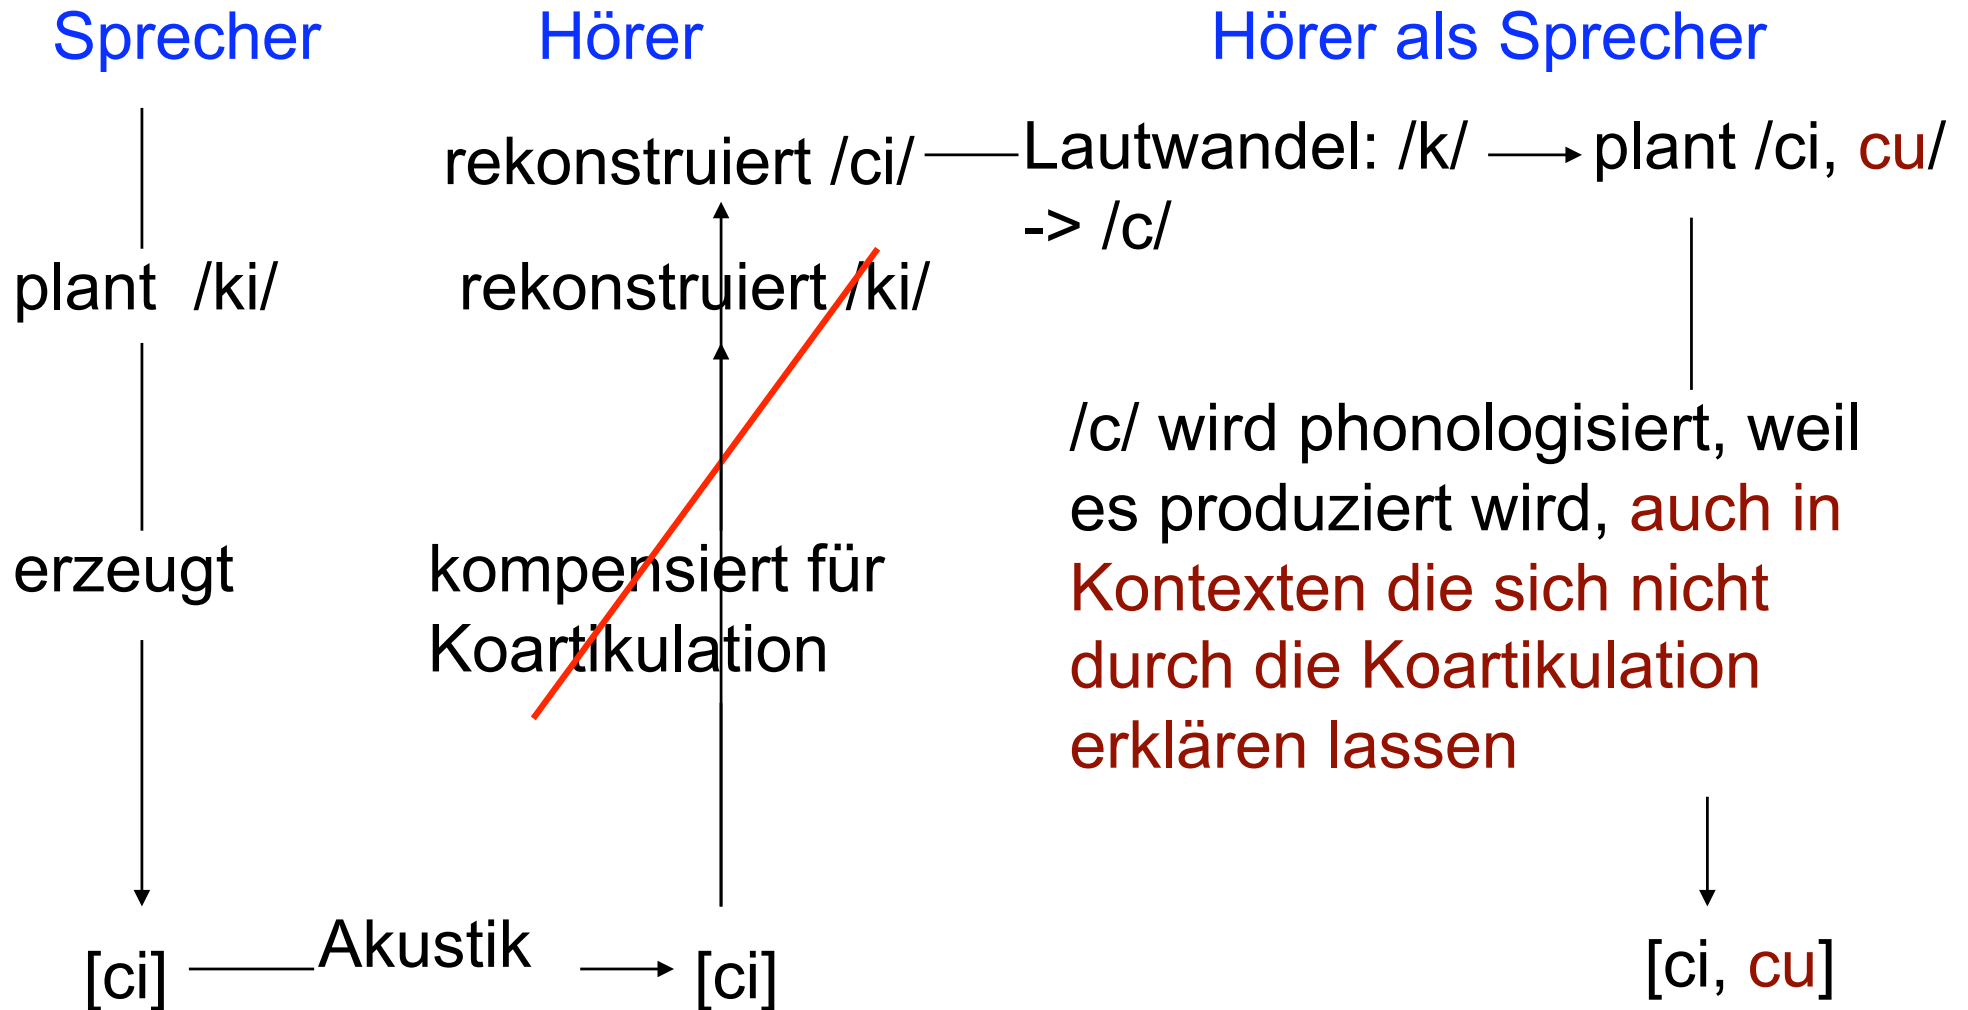 Sprecher
Hörer
Hörer als Sprecher
plant /ki/
erzeugt
[ci]
Akustik
[ci]
rekonstruiert /ci/
rekonstruiert /ki/
kompensiert für
Koartikulation
Lautwandel: /k/
-> /c/
plant /ci, cu/
/c/ wird phonologisiert, weil
es produziert wird, auch in
Kontexten die sich nicht
durch die Koartikulation
erklären lassen
[ci, cu]